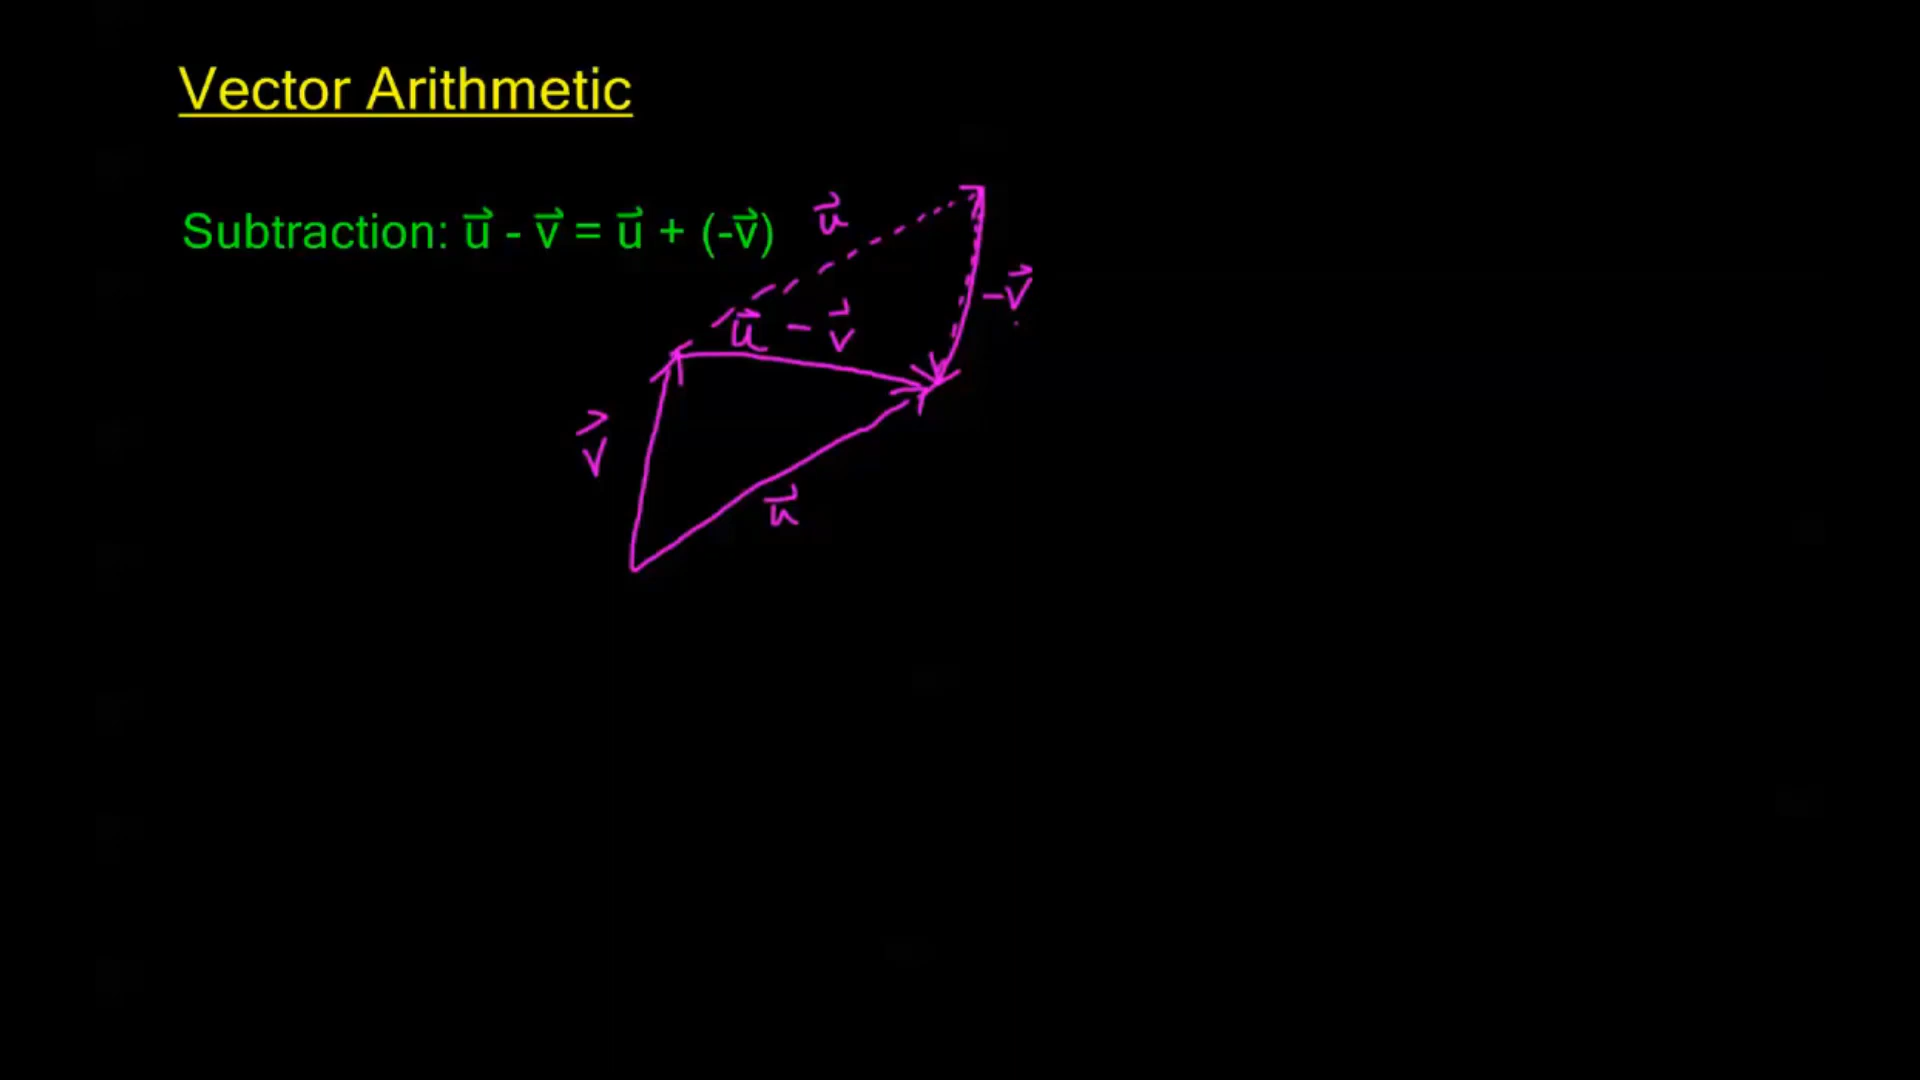 Vector Arithmetic
Subtraction: u⃗ - v⃗ = u⃗ + (-v⃗)
u⃗
-v⃗
u⃗ - v⃗
v⃗
u⃗